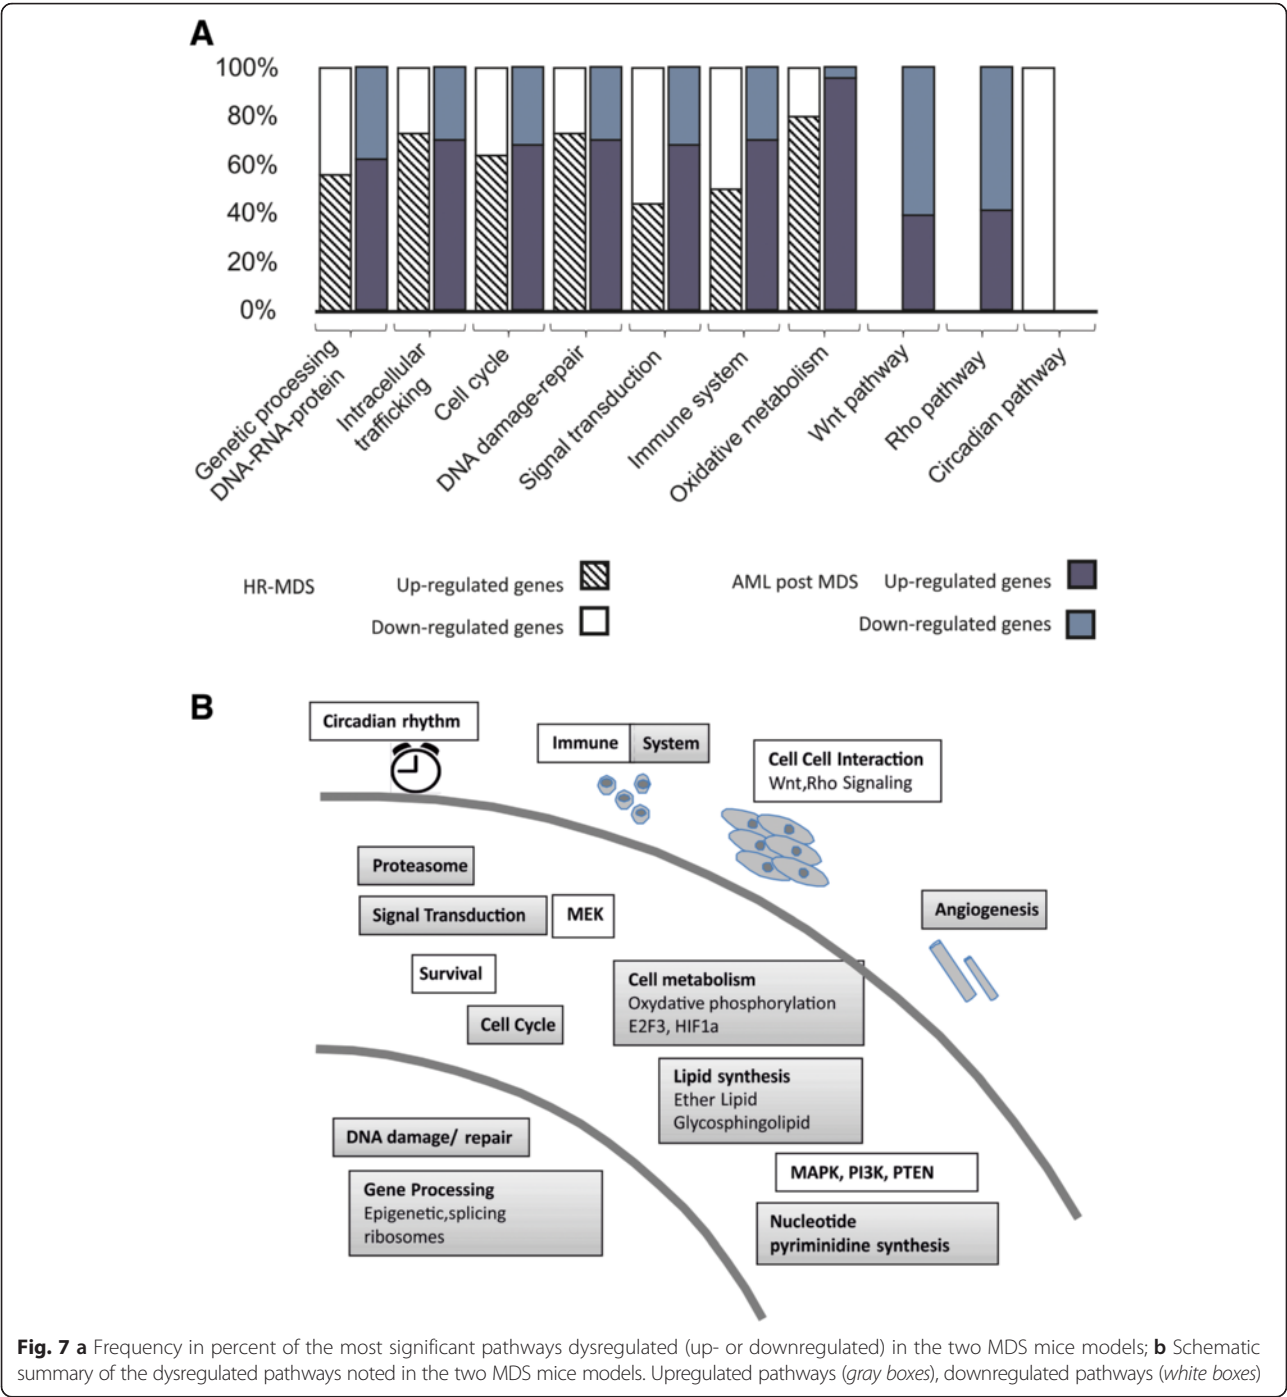 A
100%
80%
60%
40%
20%
0%
Genetic processing
DNA-RNA-protein
Intracellular
trafficking
Cell cycle
DNA damage-repair
Signal transduction
Immune system
Oxidative metabolism
Wnt pathway
Rho pathway
Circadian pathway
HR-MDS
Up-regulated genes
Down-regulated genes
AML post MDS
Up-regulated genes
Down-regulated genes
B
Circadian rhythm
Immune System
Cell Cell Interaction
Wnt,Rho Signaling
Proteasome
Signal Transduction
MEK
Angiogenesis
Survival
Cell metabolism
Oxydative phosphorylation
E2F3, HIF1a
Cell Cycle
Lipid synthesis
Ether Lipid
Glycosphingolipid
DNA damage/ repair
MAPK, PI3K, PTEN
Gene Processing
Epigenetic,splicing
ribosomes
Nucleotide
pyriminidine synthesis
Fig. 7 a Frequency in percent of the most significant pathways dysregulated (up- or downregulated) in the two MDS mice models; b Schematic
summary of the dysregulated pathways noted in the two MDS mice models. Upregulated pathways (gray boxes), downregulated pathways (white boxes)